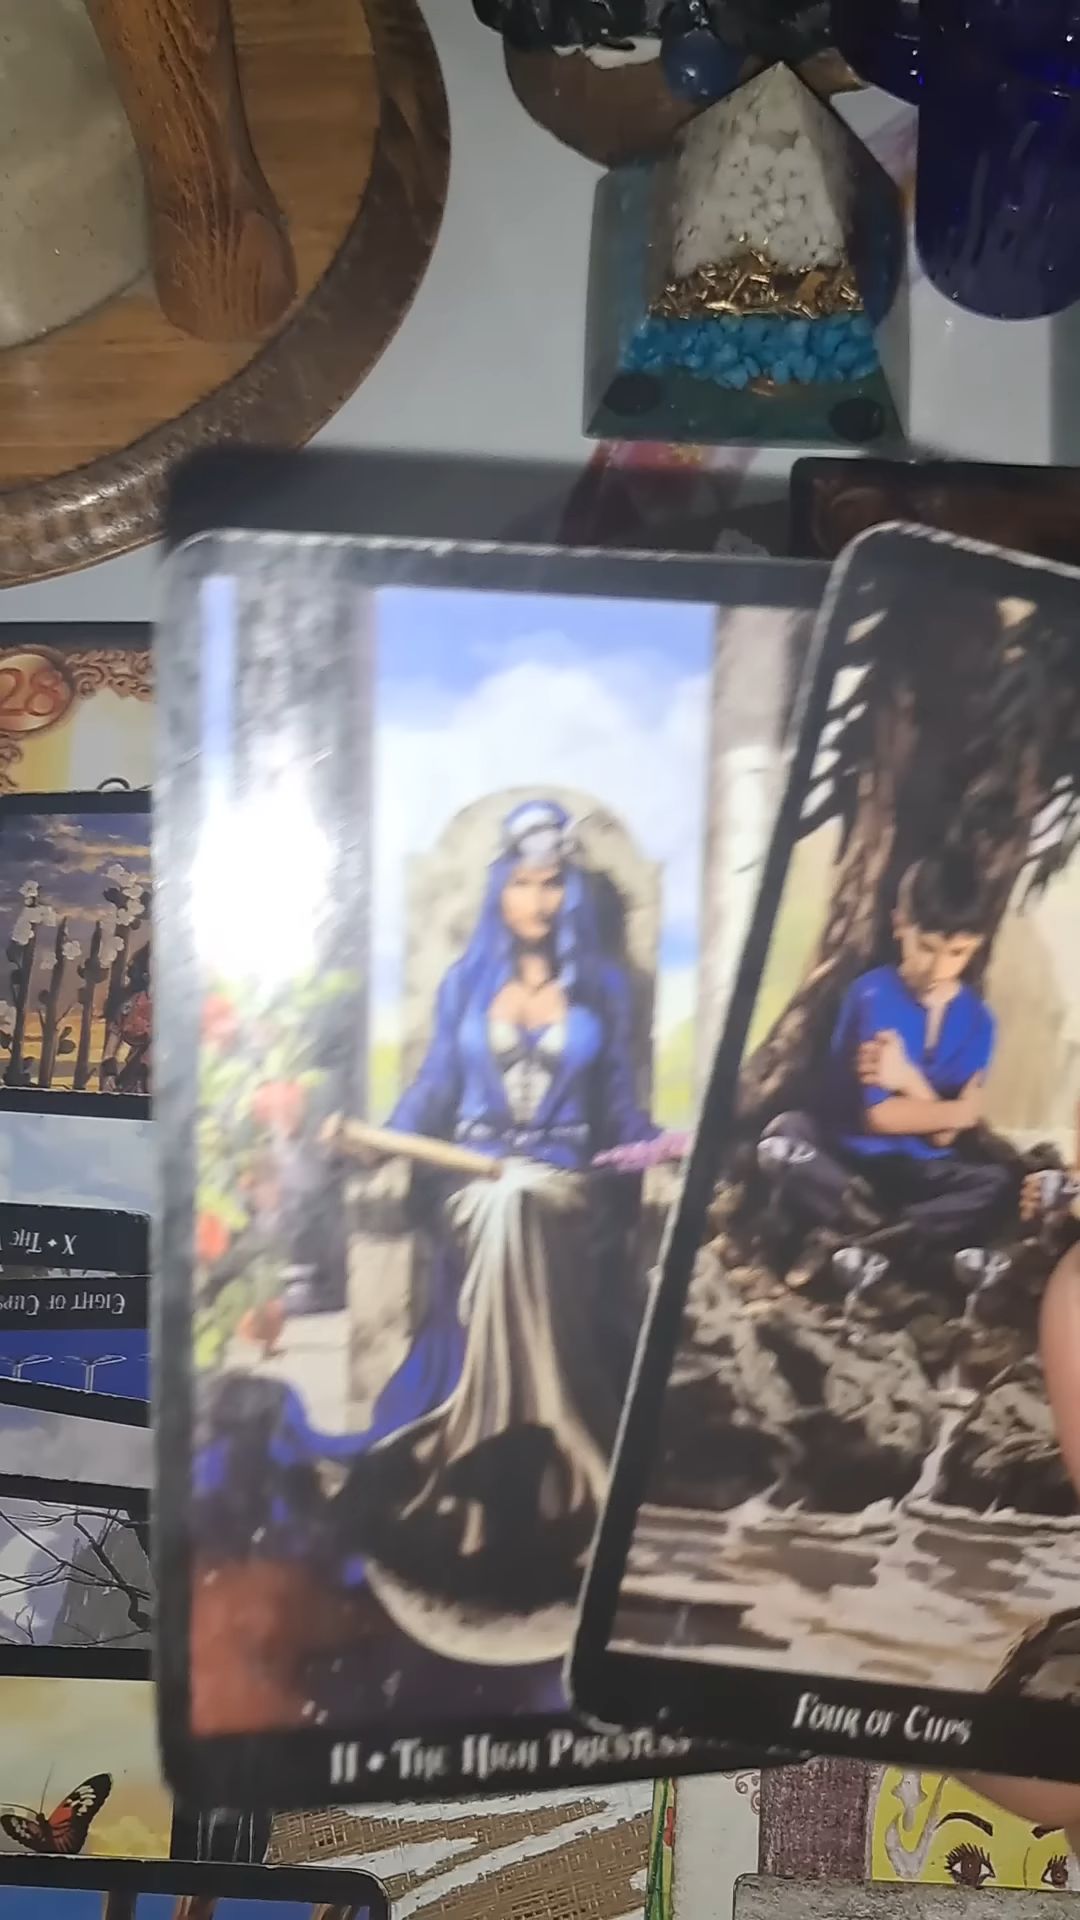 28
X • THE
EIGHT OF CUPS
II • THE HIGH PRIESTESS
FOUR OF CUPS